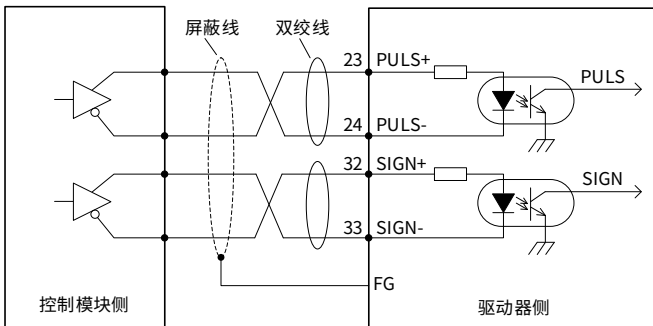 屏蔽线
双绞线
23 PULS+
PULS
24 PULS-
32 SIGN+
SIGN
33 SIGN-
FG
控制模块侧
驱动器侧